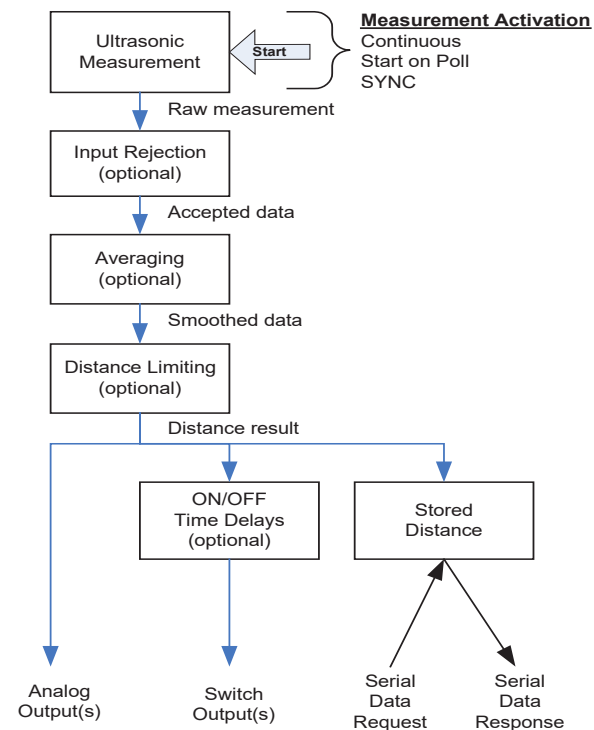 Ultrasonic
Measurement
Start
Measurement Activation
Continuous
Start on Poll
SYNC
Raw measurement
Input Rejection
(optional)
Accepted data
Averaging
(optional)
Smoothed data
Distance Limiting
(optional)
Distance result
ON/OFF
Time Delays
(optional)
Stored
Distance
Analog
Output(s)
Switch
Output(s)
Serial
Data
Request
Serial
Data
Response